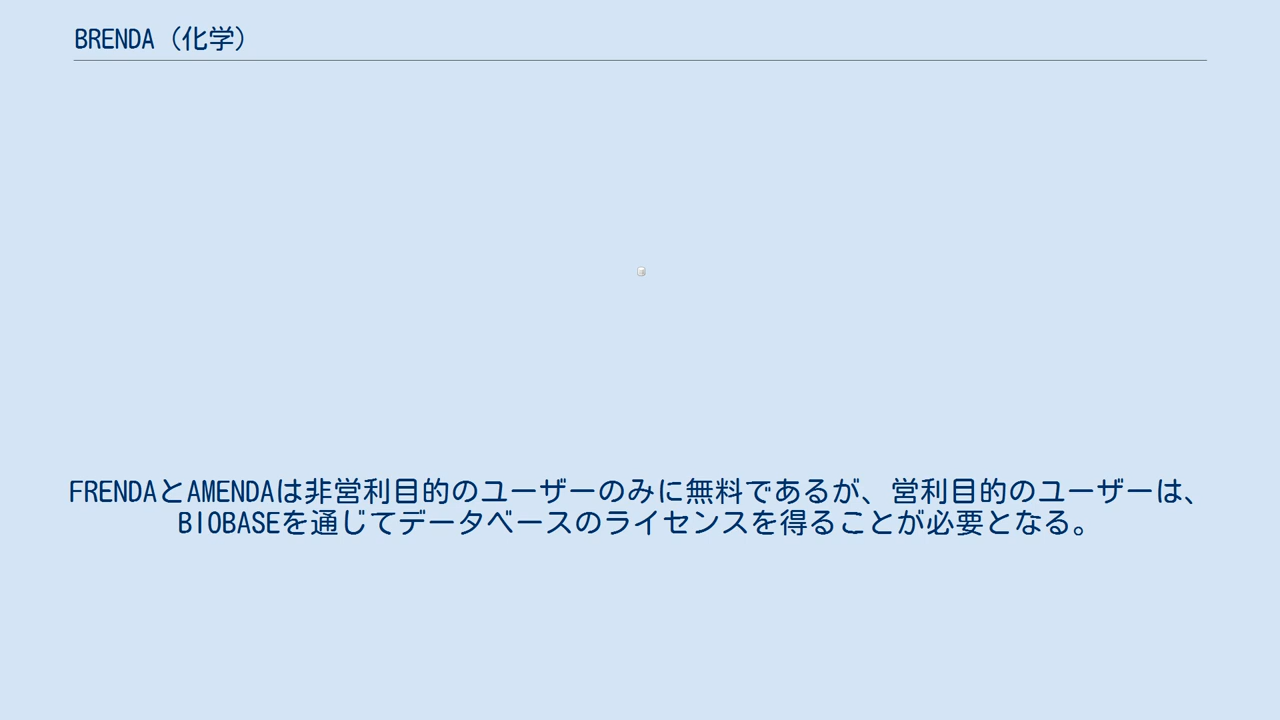 BRENDA（化学）
FRENDAとAMENDAは非営利目的のユーザーのみに無料であるが、営利目的のユーザーは、
BIOBASEを通じてデータベースのライセンスを得ることが必要となる。